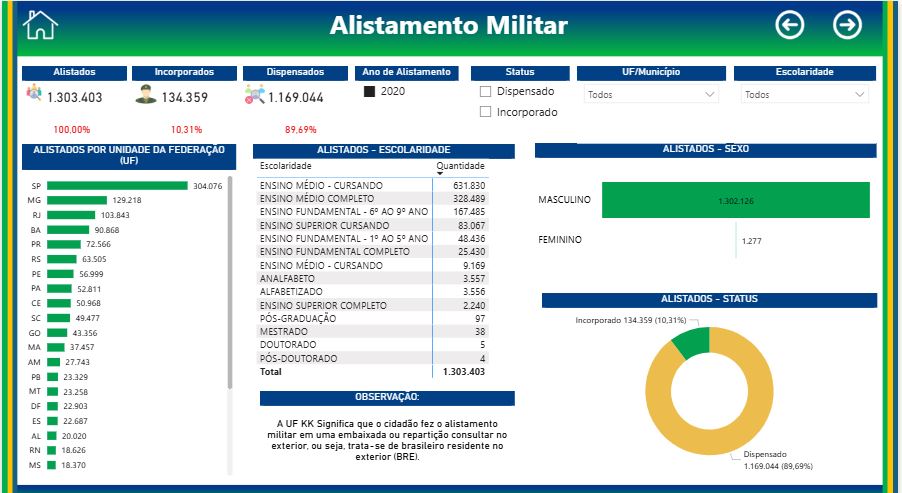 Alistamento Militar
Alistados
1.303.403
100,00%
Incorporados
134.359
10,31%
Dispensados
1.169.044
89,69%
Ano de Alistamento
2020
Status
Dispensado
Incorporado
UF/Município
Todos
Escolaridade
Todos
ALISTADOS POR UNIDADE DA FEDERAÇÃO
(UF)
SP 304.076
MG 129.218
RJ 103.843
BA 90.868
PR 72.566
RS 63.505
PE 56.999
PA 52.811
CE 50.968
SC 49.477
GO 43.356
MA 37.457
AM 27.743
PB 23.329
MT 23.258
DF 22.903
ES 22.687
AL 20.020
RN 18.626
MS 18.370
ALISTADOS – ESCOLARIDADE
Escolaridade Quantidade
ENSINO MÉDIO - CURSANDO 631.830
ENSINO MÉDIO COMPLETO 328.489
ENSINO FUNDAMENTAL - 6º AO 9º ANO 167.485
ENSINO SUPERIOR CURSANDO 83.067
ENSINO FUNDAMENTAL - 1º AO 5º ANO 48.436
ENSINO FUNDAMENTAL COMPLETO 25.430
ENSINO MÉDIO - CURSANDO 9.169
ANALFABETO 3.557
ALFABETIZADO 3.556
ENSINO SUPERIOR COMPLETO 2.240
PÓS-GRADUAÇÃO 97
MESTRADO 38
DOUTORADO 5
PÓS-DOUTORADO 4
Total 1.303.403
OBSERVAÇÃO:
A UF KK Significa que o cidadão fez o alistamento
militar em uma embaixada ou repartição consultar no
exterior, ou seja, trata-se de brasileiro residente no
exterior (BRE).
ALISTADOS – SEXO
MASCULINO 1.302.126
FEMININO 1.277
ALISTADOS – STATUS
Incorporado 134.359 (10,31%)
Dispensado
1.169.044 (89,69%)